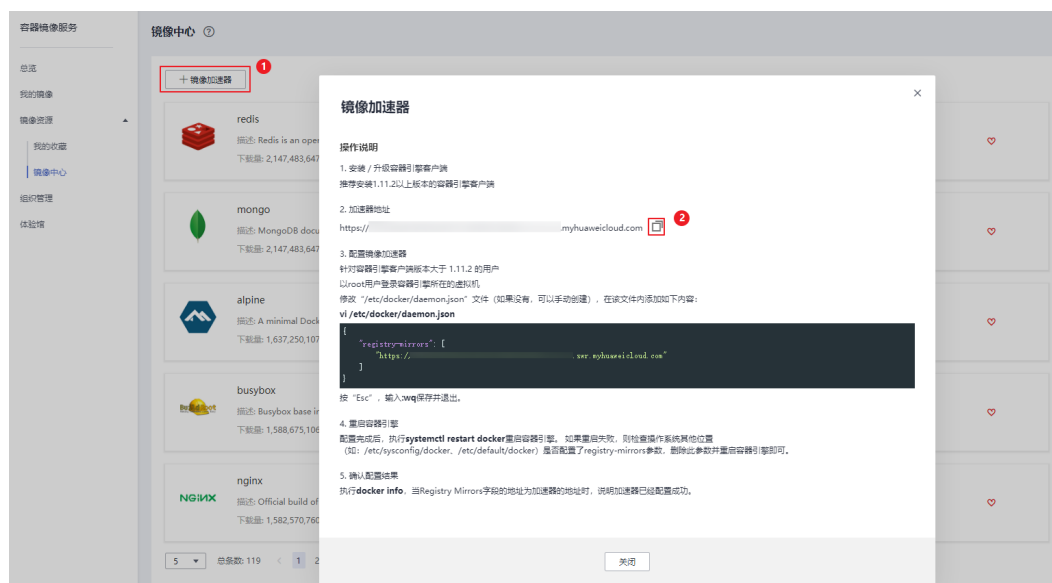 容器镜像服务
总览
我的镜像
镜像资源
我的收藏
镜像中心
组织管理
体验馆
镜像中心 ?
＋ 镜像加速器
1
redis
描述: Redis is an oper
下载量: 2,147,483,647
mongo
描述: MongoDB docu
下载量: 2,147,483,647
alpine
描述: A minimal Dock
下载量: 1,637,250,107
busybox
描述: Busybox base ir
下载量: 1,588,675,106
NGINX
nginx
描述: Official build of
下载量: 1,582,570,760
5 总条数: 119 < 1 2
镜像加速器
操作说明
1. 安装 / 升级容器引擎客户端
推荐安装1.11.2以上版本的容器引擎客户端
2. 加速器地址
https:// .myhuaweicloud.com
2
3. 配置镜像加速器
针对容器引擎客户端版本大于 1.11.2 的用户
以root用户登录容器引擎所在的虚拟机
修改“/etc/docker/daemon.json”文件（如果没有，可以手动创建），在该文件内添加如下内容：
vi /etc/docker/daemon.json
{
"registry-mirrors": [
"https:// .swr.myhuaweicloud.com"
]
}
按“Esc”，输入:wq保存并退出。
4. 重启容器引擎
配置完成后，执行systemctl restart docker重启容器引擎。 如果重启失败，则检查操作系统其他位置
（如：/etc/sysconfig/docker、/etc/default/docker）是否配置了registry-mirrors参数，删除此参数并重启容器引擎即可。
5. 确认配置结果
执行docker info，当Registry Mirrors字段的地址为加速器的地址时，说明加速器已经配置成功。
关闭